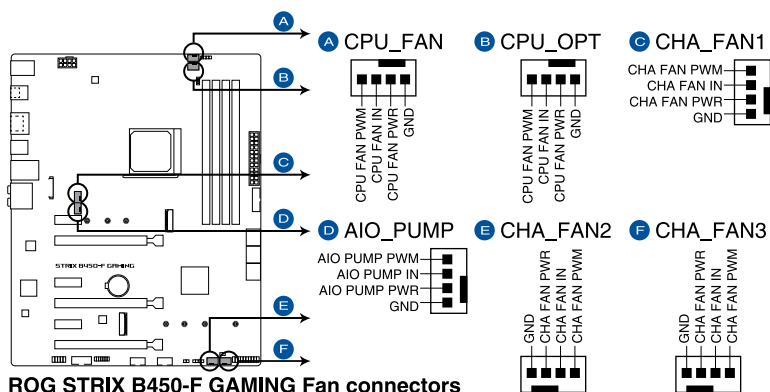 A
B
C
D
E
F
STRIX B450-F GAMING
A CPU_FAN
CPU FAN PWM
CPU FAN IN
CPU FAN PWR
GND
B CPU_OPT
CPU FAN PWM
CPU FAN IN
CPU FAN PWR
GND
C CHA_FAN1
CHA FAN PWM
CHA FAN IN
CHA FAN PWR
GND
D AIO_PUMP
AIO PUMP PWM
AIO PUMP IN
AIO PUMP PWR
GND
E CHA_FAN2
GND
CHA FAN PWR
CHA FAN IN
CHA FAN PWM
F CHA_FAN3
GND
CHA FAN PWR
CHA FAN IN
CHA FAN PWM
ROG STRIX B450-F GAMING Fan connectors